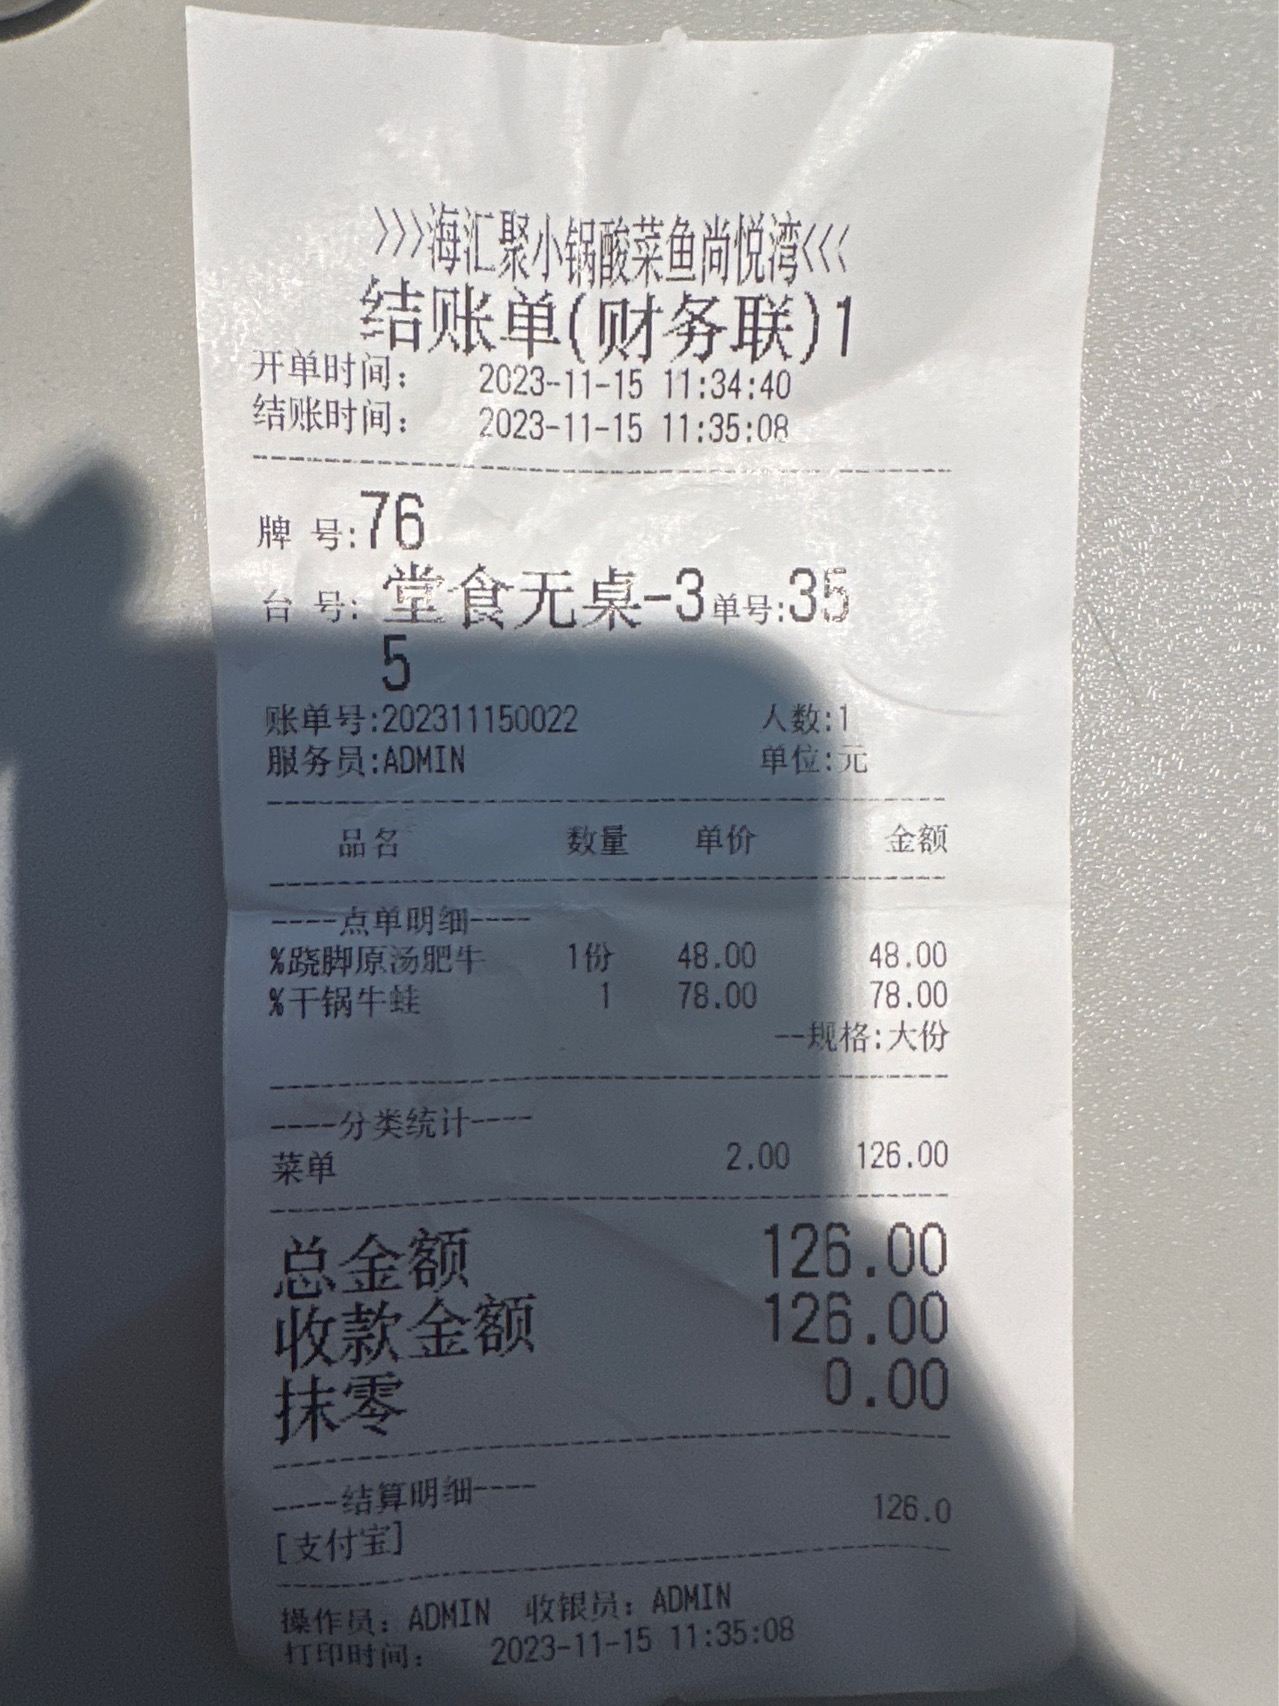 >>>海汇聚小锅酸菜鱼尚悦湾<<<
结账单(财务联)1
开单时间: 2023-11-15 11:34:40
结账时间: 2023-11-15 11:35:08
牌 号:76
台 号: 堂食无桌-3 单号:35
5
账单号:202311150022 人数:1
服务员:ADMIN 单位:元
品名 数量 单价 金额
----点单明细----
%跷脚原汤肥牛 1份 48.00 48.00
%干锅牛蛙 1 78.00 78.00
--规格:大份
----分类统计----
菜单 2.00 126.00
总金额 126.00
收款金额 126.00
抹零 0.00
----结算明细----
[支付宝] 126.0
操作员: ADMIN 收银员: ADMIN
打印时间: 2023-11-15 11:35:08